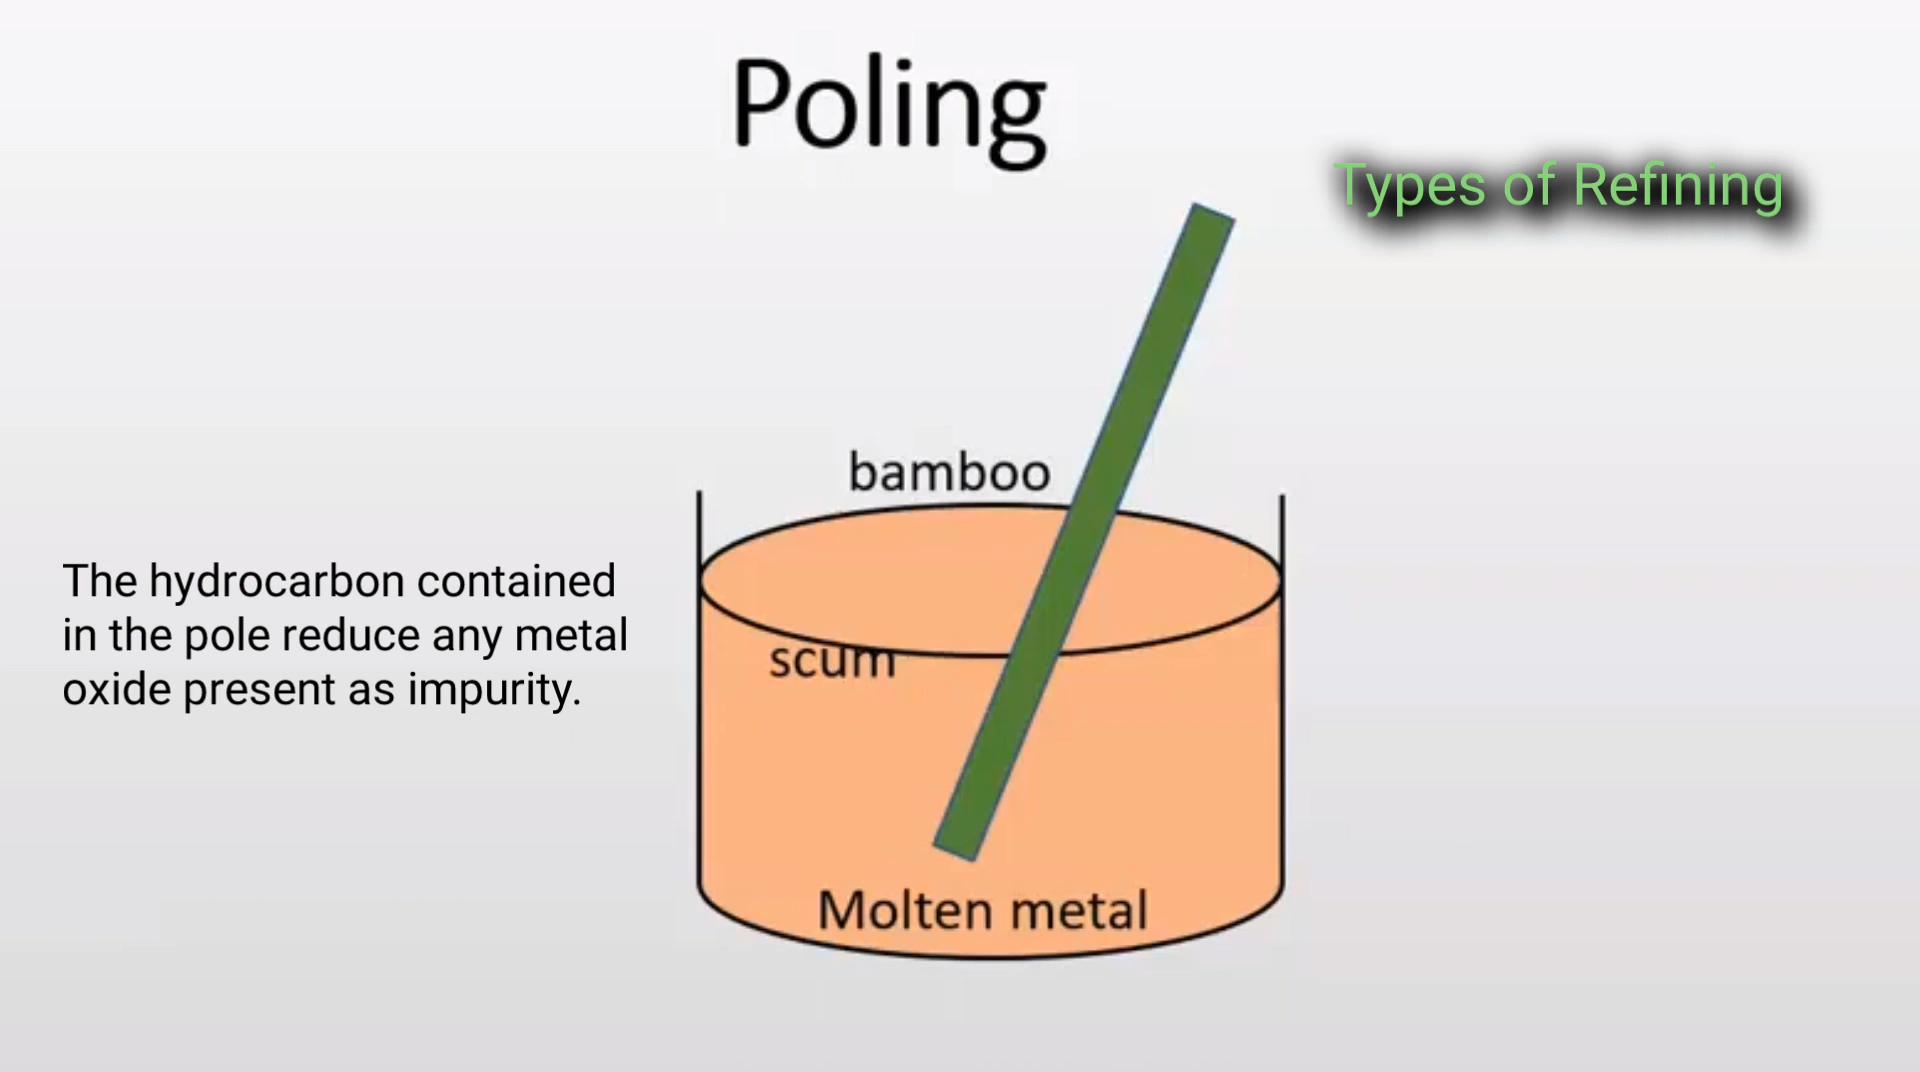 Poling
Types of Refining
bamboo
The hydrocarbon contained
in the pole reduce any metal
oxide present as impurity.
scum
Molten metal